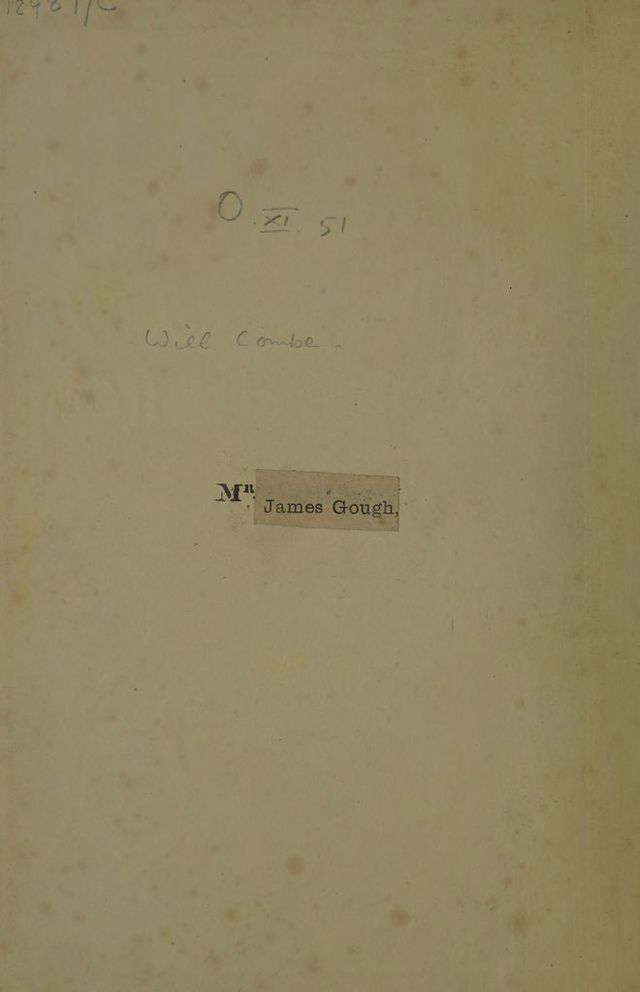 O. XI. 51
Will Combe.
Mr. James Gough,